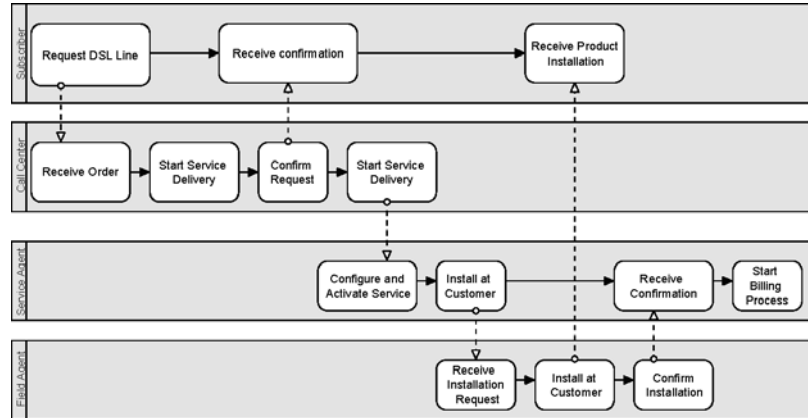 Subscriber
Request DSL Line
Receive confirmation
Receive Product
Installation
Call Center
Receive Order
Start Service
Delivery
Confirm
Request
Start Service
Delivery
Service Agent
Configure and
Activate Service
Install at
Customer
Receive
Confirmation
Start
Billing
Process
Field Agent
Receive
Installation
Request
Install at
Customer
Confirm
Installation